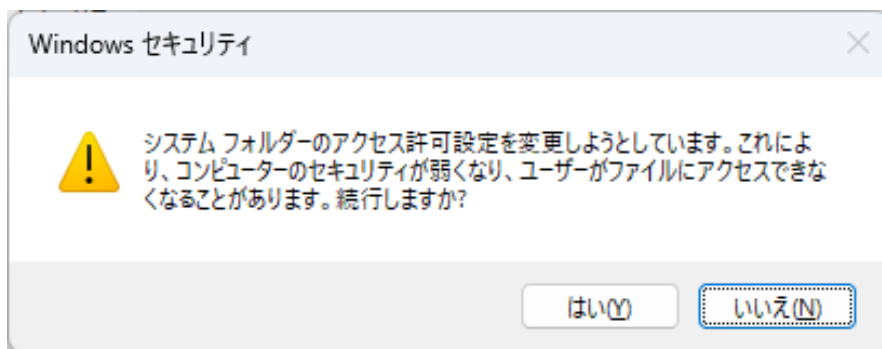 Windows セキュリティ
システム フォルダーのアクセス許可設定を変更しようとしています。これによ
り、コンピューターのセキュリティが弱くなり、ユーザーがファイルにアクセスできな
くなることがあります。続行しますか?
はい(Y)
いいえ(N)